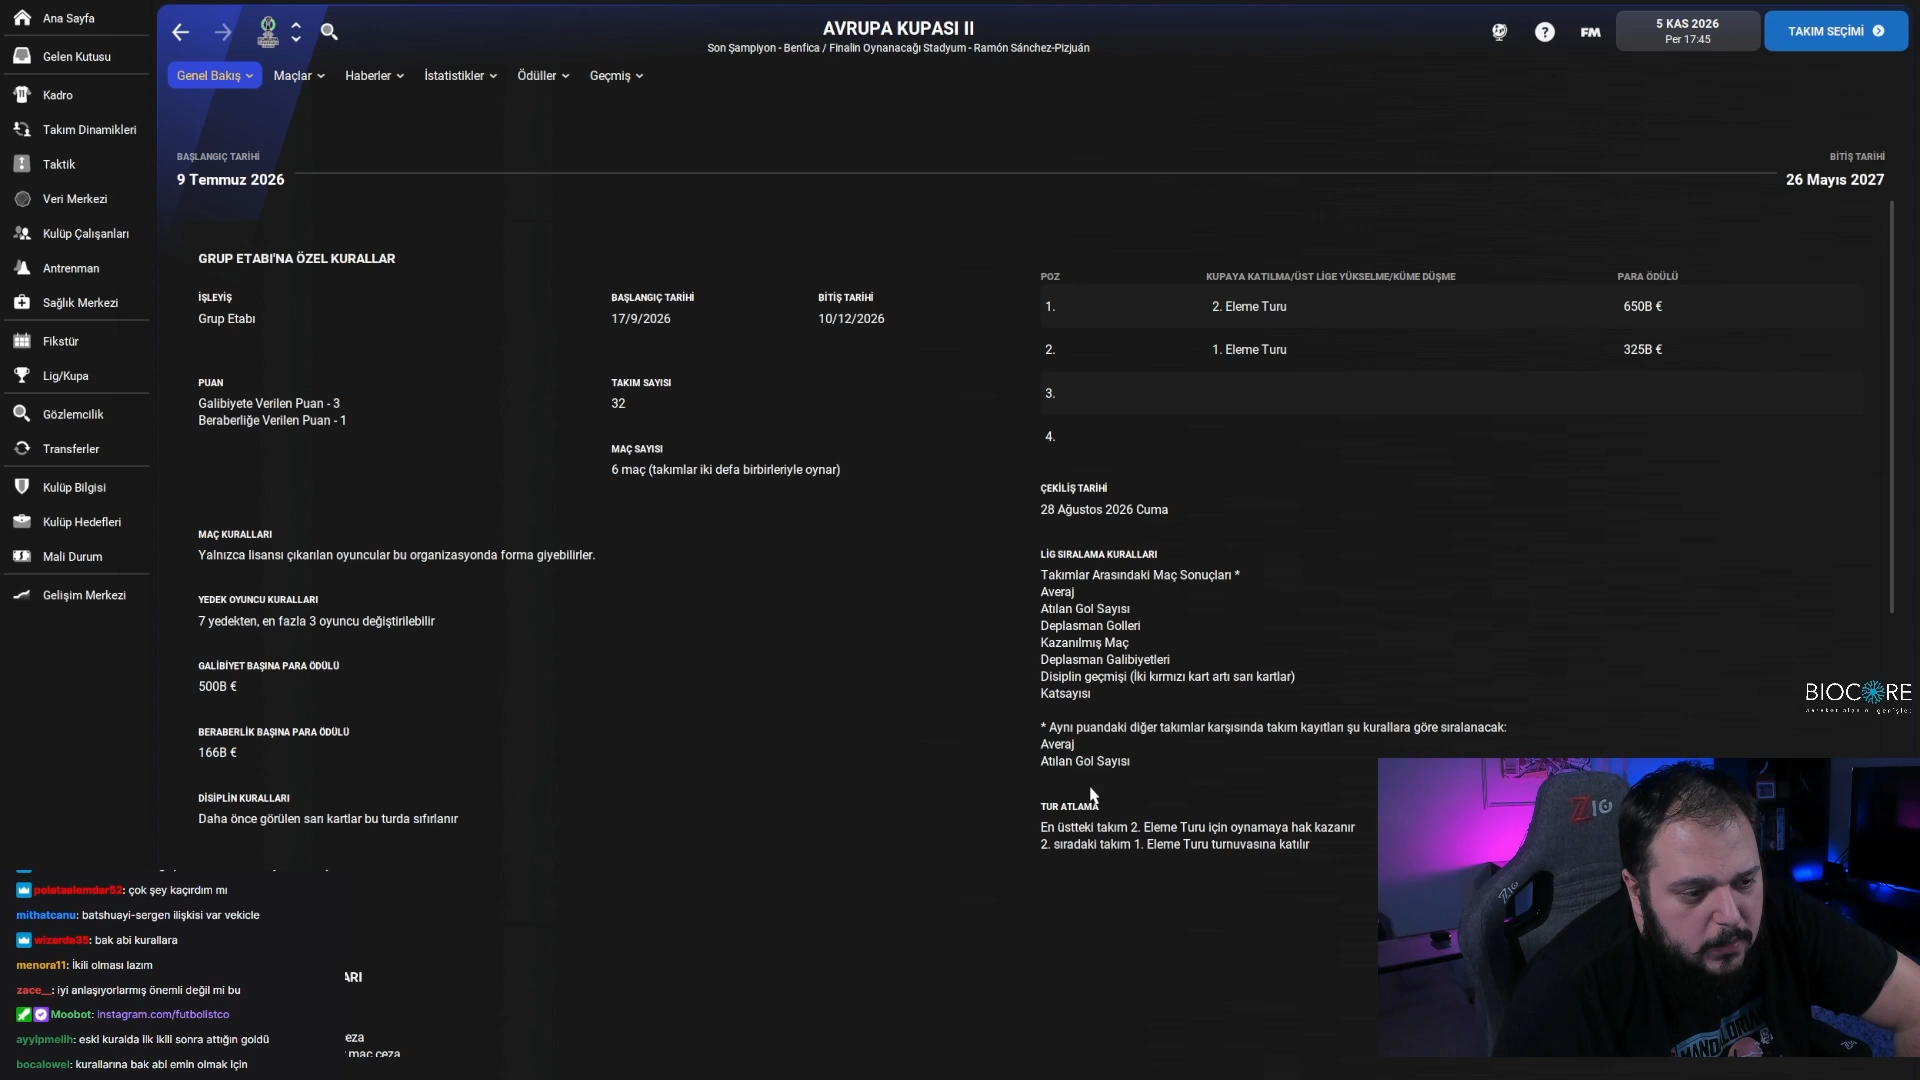 Ana Sayfa
Gelen Kutusu
Kadro
Takım Dinamikleri
Taktik
Veri Merkezi
Kulüp Çalışanları
Antrenman
Sağlık Merkezi
Fikstür
Lig/Kupa
Gözlemcilik
Transferler
Kulüp Bilgisi
Kulüp Hedefleri
Mali Durum
Gelişim Merkezi
AVRUPA KUPASI II
Son Şampiyon - Benfica / Finalin Oynanacağı Stadyum - Ramón Sánchez-Pizjuán
FM
5 KAS 2026
Per 17:45
TAKIM SEÇİMİ
Genel Bakış
Maçlar
Haberler
İstatistikler
Ödüller
Geçmiş
BAŞLANGIÇ TARİHİ
9 Temmuz 2026
BİTİŞ TARİHİ
26 Mayıs 2027
GRUP ETABI'NA ÖZEL KURALLAR
İŞLEYİŞ
Grup Etabı
BAŞLANGIÇ TARİHİ
17/9/2026
BİTİŞ TARİHİ
10/12/2026
PUAN
Galibiyete Verilen Puan - 3
Beraberliğe Verilen Puan - 1
TAKIM SAYISI
32
MAÇ SAYISI
6 maç (takımlar iki defa birbirleriyle oynar)
MAÇ KURALLARI
Yalnızca lisansı çıkarılan oyuncular bu organizasyonda forma giyebilirler.
YEDEK OYUNCU KURALLARI
7 yedekten, en fazla 3 oyuncu değiştirilebilir
GALİBİYET BAŞINA PARA ÖDÜLÜ
500B €
BERABERLİK BAŞINA PARA ÖDÜLÜ
166B €
DİSİPLİN KURALLARI
Daha önce görülen sarı kartlar bu turda sıfırlanır
POZ KUPAYA KATILMA/ÜST LİGE YÜKSELME/KÜME DÜŞME PARA ÖDÜLÜ
1. 2. Eleme Turu 650B €
2. 1. Eleme Turu 325B €
3.
4.
ÇEKİLİŞ TARİHİ
28 Ağustos 2026 Cuma
LİG SIRALAMA KURALLARI
Takımlar Arasındaki Maç Sonuçları *
Averaj
Atılan Gol Sayısı
Deplasman Golleri
Kazanılmış Maç
Deplasman Galibiyetleri
Disiplin geçmişi (İki kırmızı kart artı sarı kartlar)
Katsayısı
* Aynı puandaki diğer takımlar karşısında takım kayıtları şu kurallara göre sıralanacak:
Averaj
Atılan Gol Sayısı
TUR ATLAMA
En üstteki takım 2. Eleme Turu için oynamaya hak kazanır
2. sıradaki takım 1. Eleme Turu turnuvasına katılır
BIOCORE
ZIG
polataalemdar52: çok şey kaçırdım mı
mithatcanu: batshuayi-sergen ilişkisi var vekicle
wizarda35: bak abi kurallara
menora11: İkili olması lazım
zace__: iyi anlaşıyorlarmış önemli değil mi bu
Moobot: instagram.com/futbolistco
ayyipmelih: eski kuralda ilk ikili sonra attığın goldü
bocalowel: kurallarına bak abi emin olmak için
ARI
eza
maç ceza